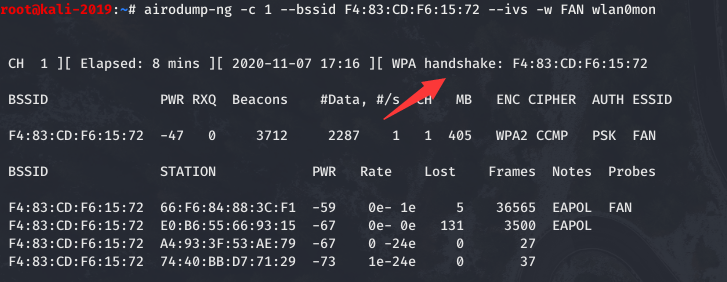 root@kali-2019:~# airodump-ng -c 1 --bssid F4:83:CD:F6:15:72 --ivs -w FAN wlan0mon
CH 1 ][ Elapsed: 8 mins ][ 2020-11-07 17:16 ][ WPA handshake: F4:83:CD:F6:15:72
BSSID PWR RXQ Beacons #Data, #/s CH MB ENC CIPHER AUTH ESSID
F4:83:CD:F6:15:72 -47 0 3712 2287 1 1 405 WPA2 CCMP PSK FAN
BSSID STATION PWR Rate Lost Frames Notes Probes
F4:83:CD:F6:15:72 66:F6:84:88:3C:F1 -59 0e- 1e 5 36565 EAPOL FAN
F4:83:CD:F6:15:72 E0:B6:55:66:93:15 -67 0e- 0e 131 3500 EAPOL
F4:83:CD:F6:15:72 A4:93:3F:53:AE:79 -67 0 -24e 0 27
F4:83:CD:F6:15:72 74:40:BB:D7:71:29 -73 1e-24e 0 37